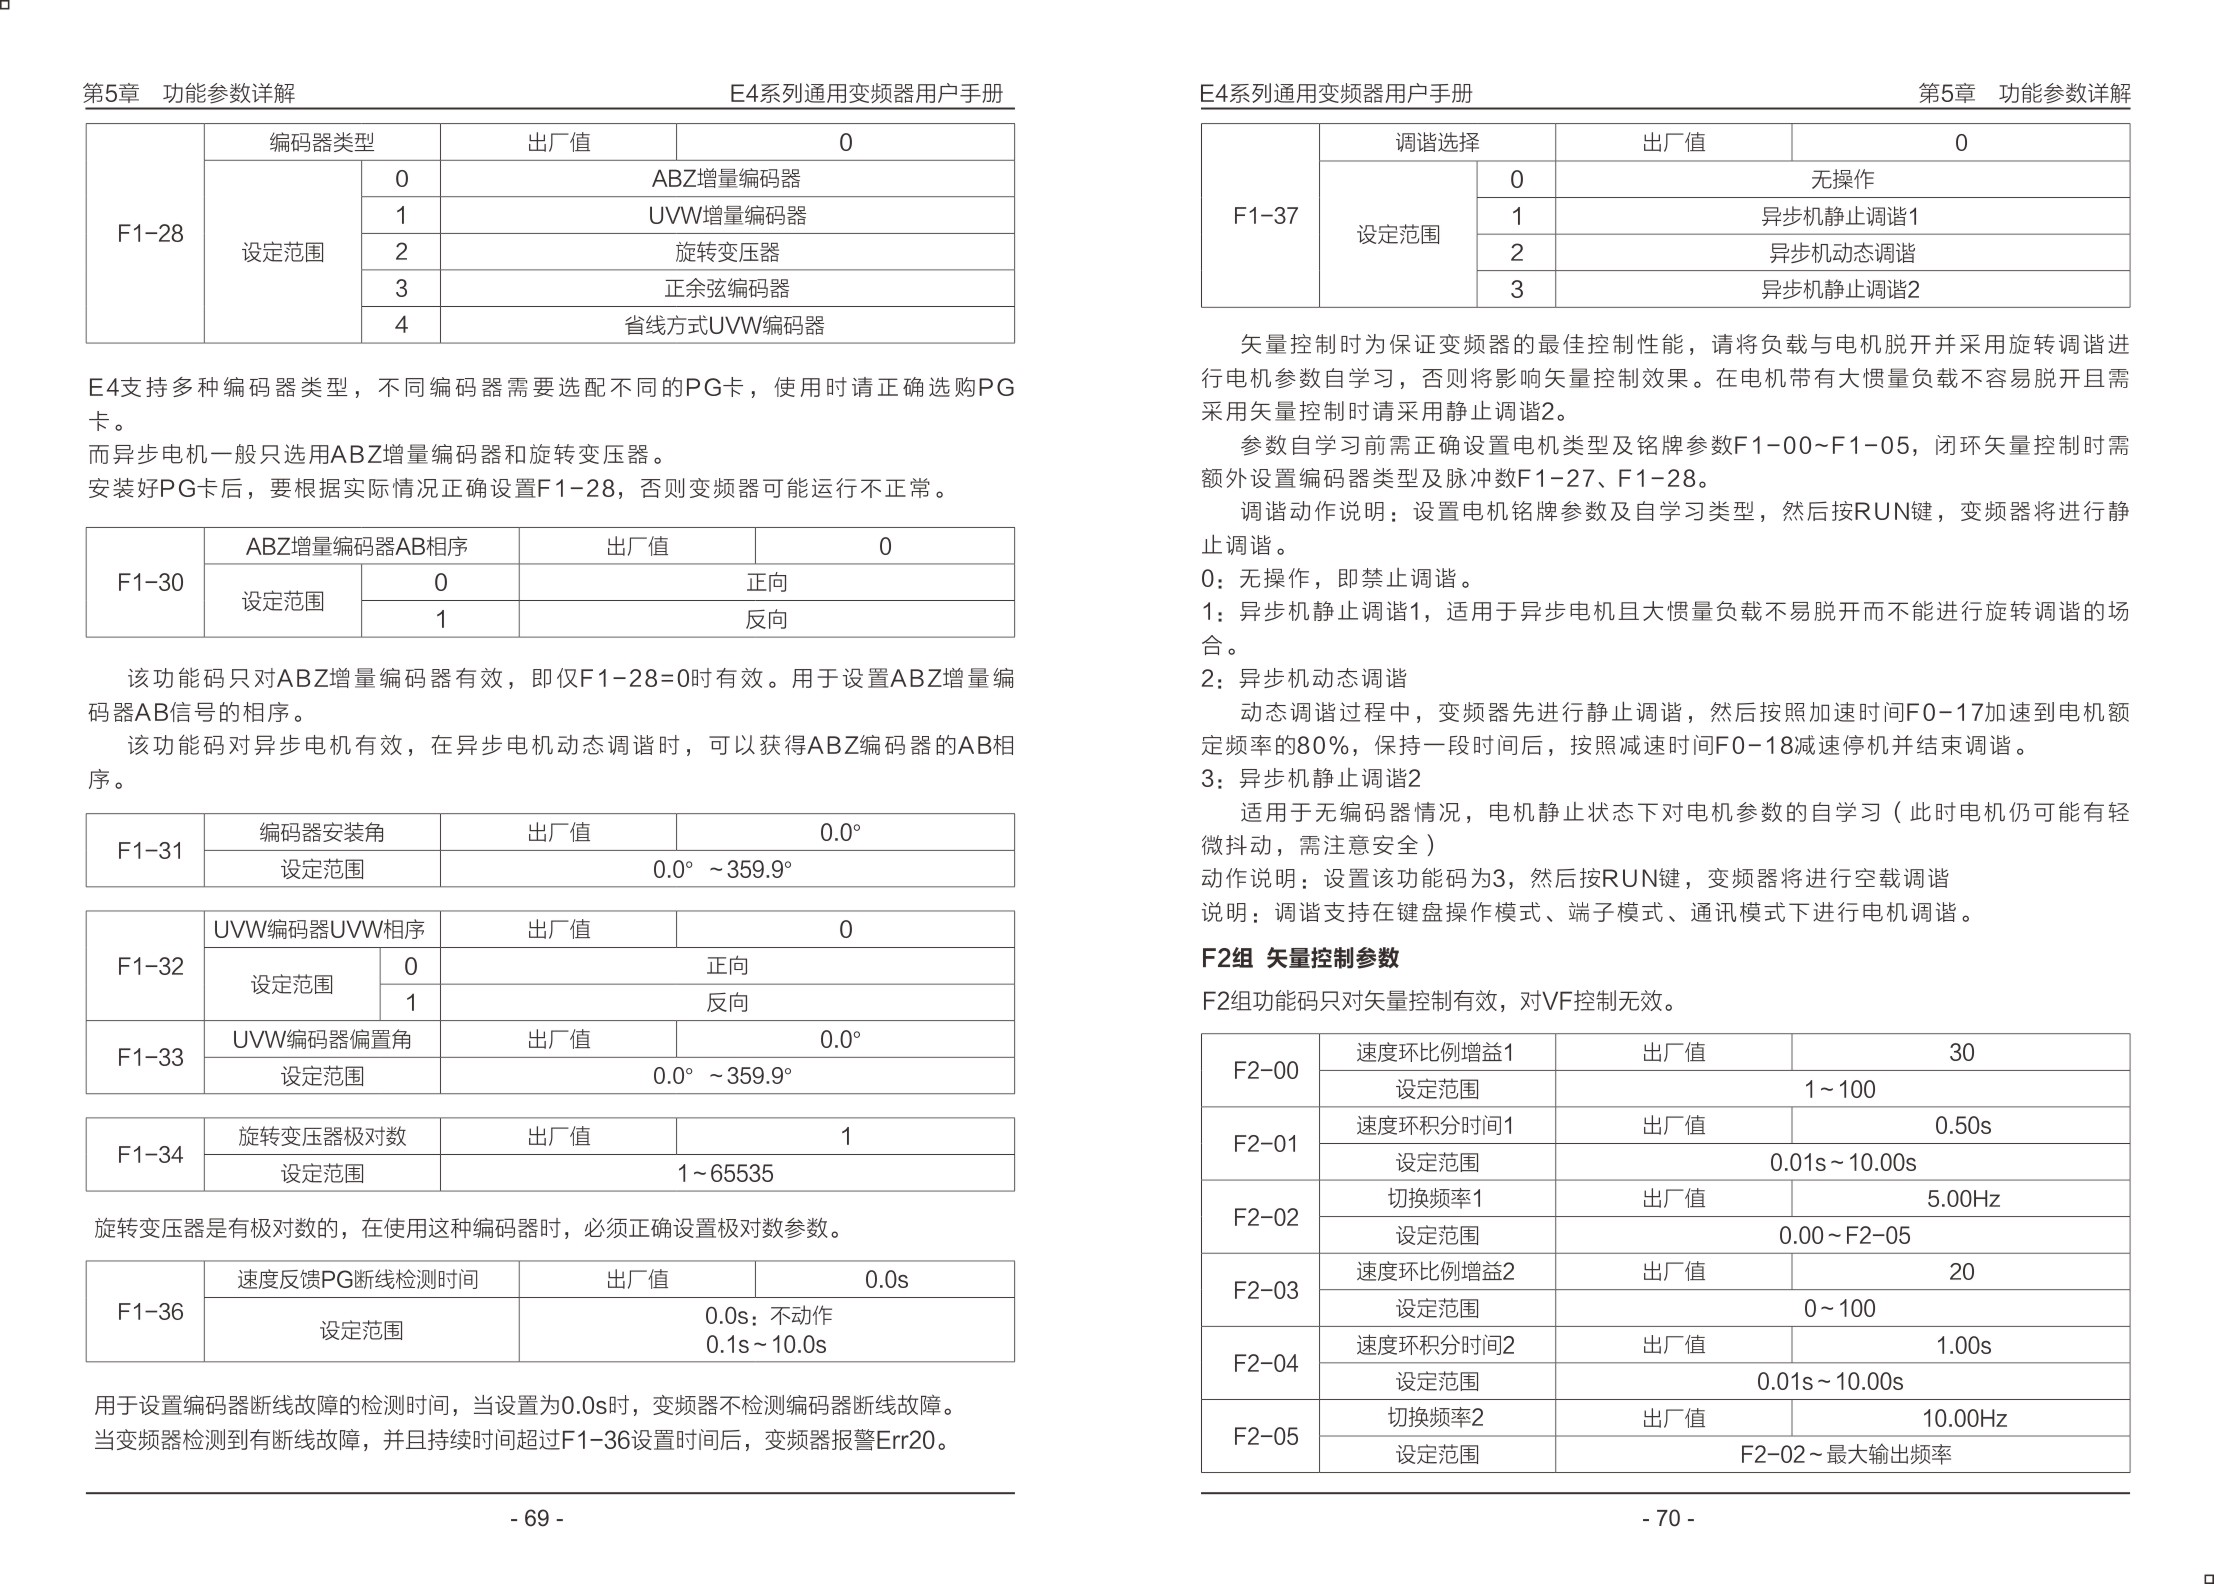 第5章　功能参数详解　E4系列通用变频器用户手册
编码器类型　出厂值　0
0　ABZ增量编码器
1　UVW增量编码器
F1-28　设定范围　2　旋转变压器
3　正余弦编码器
4　省线方式UVW编码器
E4支持多种编码器类型，不同编码器需要选配不同的PG卡，使用时请正确选购PG
卡。
而异步电机一般只选用ABZ增量编码器和旋转变压器。
安装好PG卡后，要根据实际情况正确设置F1-28，否则变频器可能运行不正常。
ABZ增量编码器AB相序　出厂值　0
F1-30　设定范围　0　正向
1　反向
该功能码只对ABZ增量编码器有效，即仅F1-28=0时有效。用于设置ABZ增量编
码器AB信号的相序。
该功能码对异步电机有效，在异步电机动态调谐时，可以获得ABZ编码器的AB相
序。
F1-31　编码器安装角　出厂值　0.0°
设定范围　0.0° ~359.9°
UVW编码器UVW相序　出厂值　0
F1-32　设定范围　0　正向
1　反向
F1-33　UVW编码器偏置角　出厂值　0.0°
设定范围　0.0° ~359.9°
F1-34　旋转变压器极对数　出厂值　1
设定范围　1~65535
旋转变压器是有极对数的，在使用这种编码器时，必须正确设置极对数参数。
F1-36　速度反馈PG断线检测时间　出厂值　0.0s
设定范围　0.0s：不动作
0.1s~10.0s
用于设置编码器断线故障的检测时间，当设置为0.0s时，变频器不检测编码器断线故障。
当变频器检测到有断线故障，并且持续时间超过F1-36设置时间后，变频器报警Err20。
- 69 -
E4系列通用变频器用户手册　第5章　功能参数详解
调谐选择　出厂值　0
0　无操作
F1-37　设定范围　1　异步机静止调谐1
2　异步机动态调谐
3　异步机静止调谐2
矢量控制时为保证变频器的最佳控制性能，请将负载与电机脱开并采用旋转调谐进
行电机参数自学习，否则将影响矢量控制效果。在电机带有大惯量负载不容易脱开且需
采用矢量控制时请采用静止调谐2。
参数自学习前需正确设置电机类型及铭牌参数F1-00~F1-05，闭环矢量控制时需
额外设置编码器类型及脉冲数F1-27、F1-28。
调谐动作说明：设置电机铭牌参数及自学习类型，然后按RUN键，变频器将进行静
止调谐。
0：无操作，即禁止调谐。
1：异步机静止调谐1，适用于异步电机且大惯量负载不易脱开而不能进行旋转调谐的场
合。
2：异步机动态调谐
动态调谐过程中，变频器先进行静止调谐，然后按照加速时间F0-17加速到电机额
定频率的80%，保持一段时间后，按照减速时间F0-18减速停机并结束调谐。
3：异步机静止调谐2
适用于无编码器情况，电机静止状态下对电机参数的自学习（此时电机仍可能有轻
微抖动，需注意安全）
动作说明：设置该功能码为3，然后按RUN键，变频器将进行空载调谐
说明：调谐支持在键盘操作模式、端子模式、通讯模式下进行电机调谐。
F2组 矢量控制参数
F2组功能码只对矢量控制有效，对VF控制无效。
F2-00　速度环比例增益1　出厂值　30
设定范围　1~100
F2-01　速度环积分时间1　出厂值　0.50s
设定范围　0.01s~10.00s
F2-02　切换频率1　出厂值　5.00Hz
设定范围　0.00~F2-05
F2-03　速度环比例增益2　出厂值　20
设定范围　0~100
F2-04　速度环积分时间2　出厂值　1.00s
设定范围　0.01s~10.00s
F2-05　切换频率2　出厂值　10.00Hz
设定范围　F2-02~最大输出频率
- 70 -